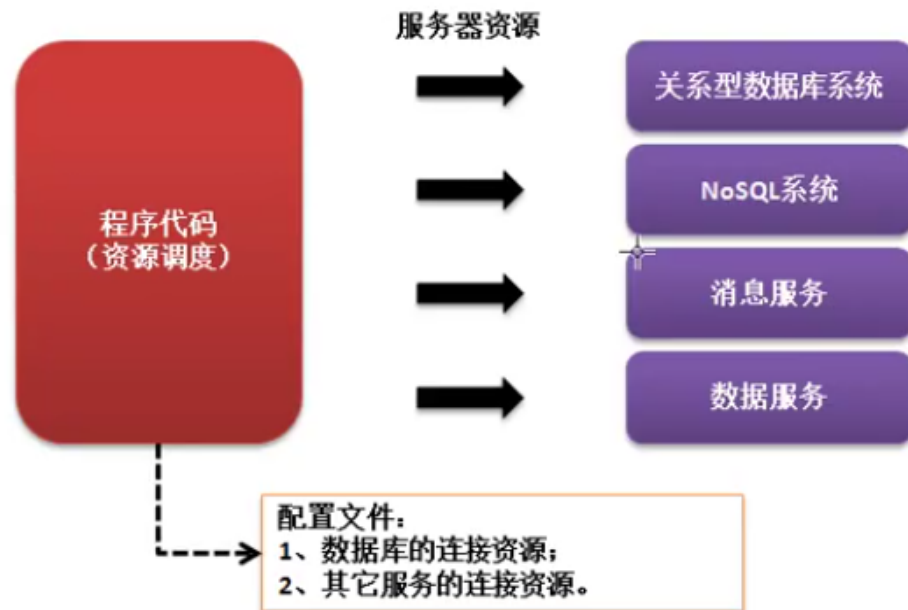 服务器资源
程序代码
（资源调度）
关系型数据库系统
NoSQL系统
消息服务
数据服务
配置文件：
1、数据库的连接资源；
2、其它服务的连接资源。